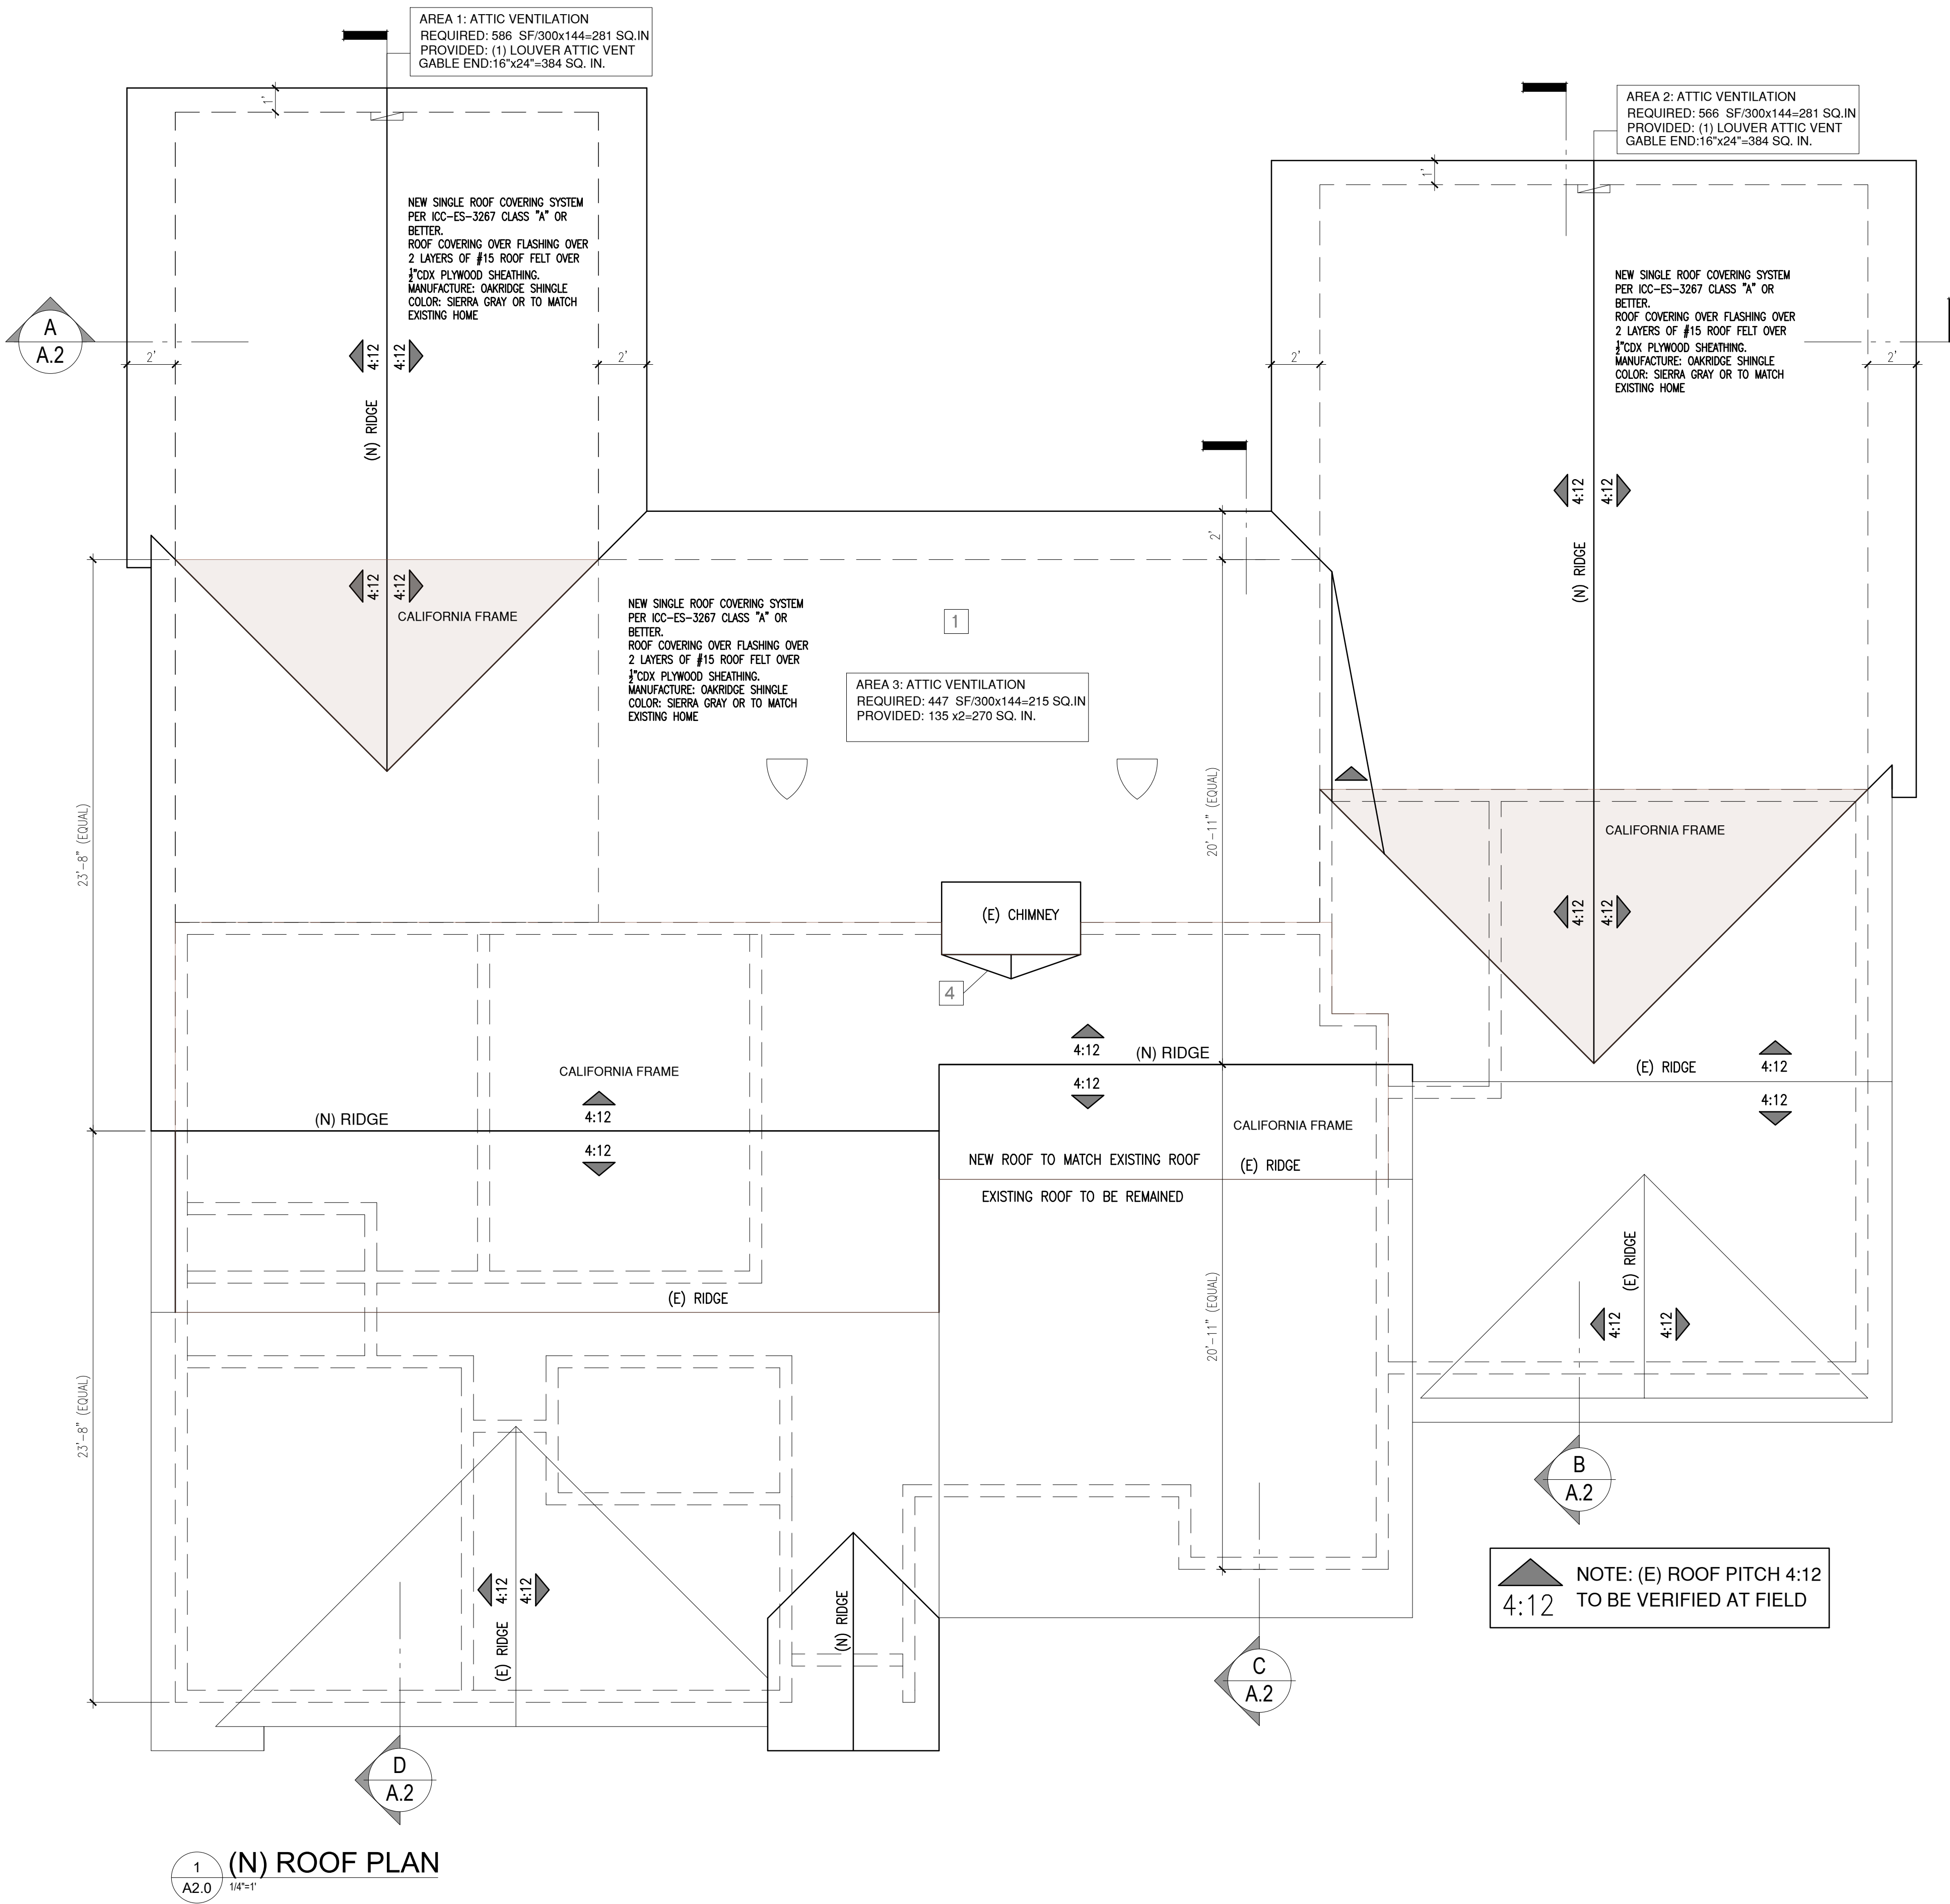 AREA 1: ATTIC VENTILATION
REQUIRED: 586 SF/300x144=281 SQ.IN
PROVIDED: (1) LOUVER ATTIC VENT
GABLE END:16"x24"=384 SQ. IN.
AREA 2: ATTIC VENTILATION
REQUIRED: 566 SF/300x144=281 SQ.IN
PROVIDED: (1) LOUVER ATTIC VENT
GABLE END:16"x24"=384 SQ. IN.
1'
1'
NEW SINGLE ROOF COVERING SYSTEM
PER ICC-ES-3267 CLASS "A" OR
BETTER.
ROOF COVERING OVER FLASHING OVER
2 LAYERS OF #15 ROOF FELT OVER
½"CDX PLYWOOD SHEATHING.
MANUFACTURE: OAKRIDGE SHINGLE
COLOR: SIERRA GRAY OR TO MATCH
EXISTING HOME
NEW SINGLE ROOF COVERING SYSTEM
PER ICC-ES-3267 CLASS "A" OR
BETTER.
ROOF COVERING OVER FLASHING OVER
2 LAYERS OF #15 ROOF FELT OVER
½"CDX PLYWOOD SHEATHING.
MANUFACTURE: OAKRIDGE SHINGLE
COLOR: SIERRA GRAY OR TO MATCH
EXISTING HOME
A
A.2
2'
4:12
4:12
2'
2'
2'
(N) RIDGE
4:12
4:12
(N) RIDGE
2'
4:12
4:12
CALIFORNIA FRAME
NEW SINGLE ROOF COVERING SYSTEM
PER ICC-ES-3267 CLASS "A" OR
BETTER.
ROOF COVERING OVER FLASHING OVER
2 LAYERS OF #15 ROOF FELT OVER
½"CDX PLYWOOD SHEATHING.
MANUFACTURE: OAKRIDGE SHINGLE
COLOR: SIERRA GRAY OR TO MATCH
EXISTING HOME
1
AREA 3: ATTIC VENTILATION
REQUIRED: 447 SF/300x144=215 SQ.IN
PROVIDED: 135 x2=270 SQ. IN.
23'-8" (EQUAL)
20'-11" (EQUAL)
CALIFORNIA FRAME
4:12
4:12
(E) CHIMNEY
4
4:12
(N) RIDGE
4:12
(E) RIDGE
4:12
4:12
CALIFORNIA FRAME
4:12
(N) RIDGE
4:12
CALIFORNIA FRAME
NEW ROOF TO MATCH EXISTING ROOF
(E) RIDGE
EXISTING ROOF TO BE REMAINED
(E) RIDGE
(E) RIDGE
4:12
4:12
20'-11" (EQUAL)
23'-8" (EQUAL)
B
A.2
4:12
4:12
(E) RIDGE
(N) RIDGE
NOTE: (E) ROOF PITCH 4:12
TO BE VERIFIED AT FIELD
4:12
C
A.2
D
A.2
1
A2.0
(N) ROOF PLAN
1/4"=1'